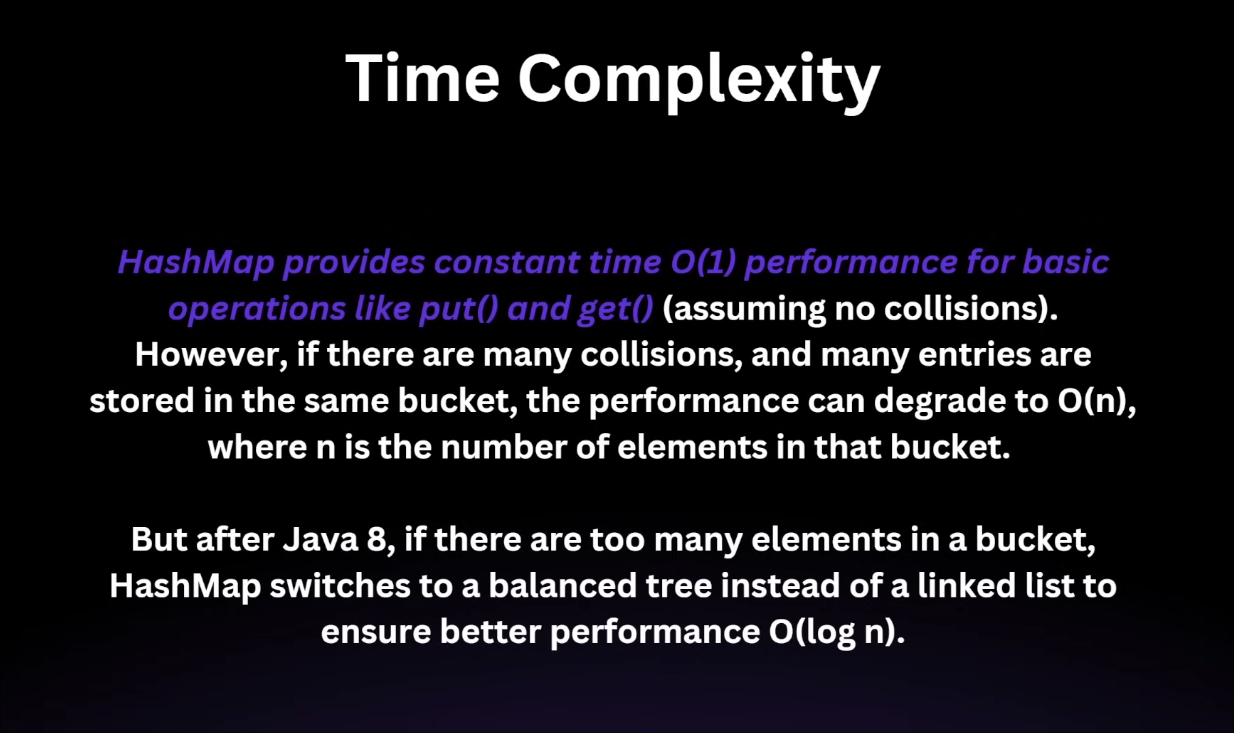 Time Complexity
HashMap provides constant time O(1) performance for basic
operations like put() and get() (assuming no collisions).
However, if there are many collisions, and many entries are
stored in the same bucket, the performance can degrade to O(n),
where n is the number of elements in that bucket.
But after Java 8, if there are too many elements in a bucket,
HashMap switches to a balanced tree instead of a linked list to
ensure better performance O(log n).